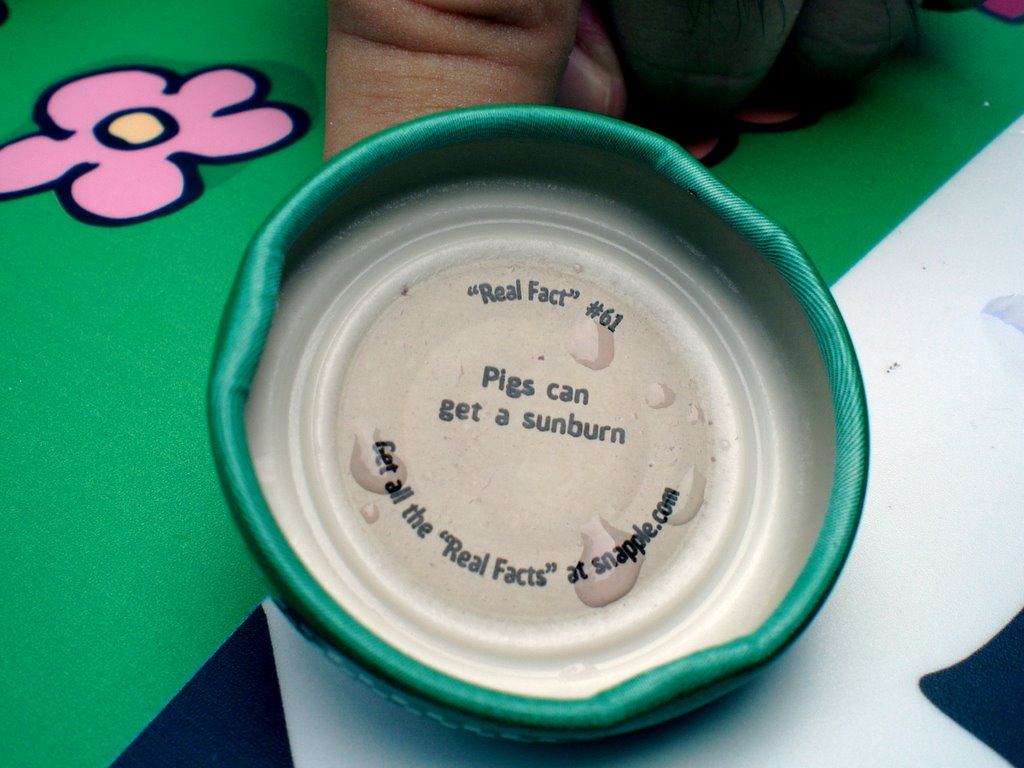 “Real Fact” #61
Pigs can
get a sunburn
Get all the “Real Facts” at snapple.com